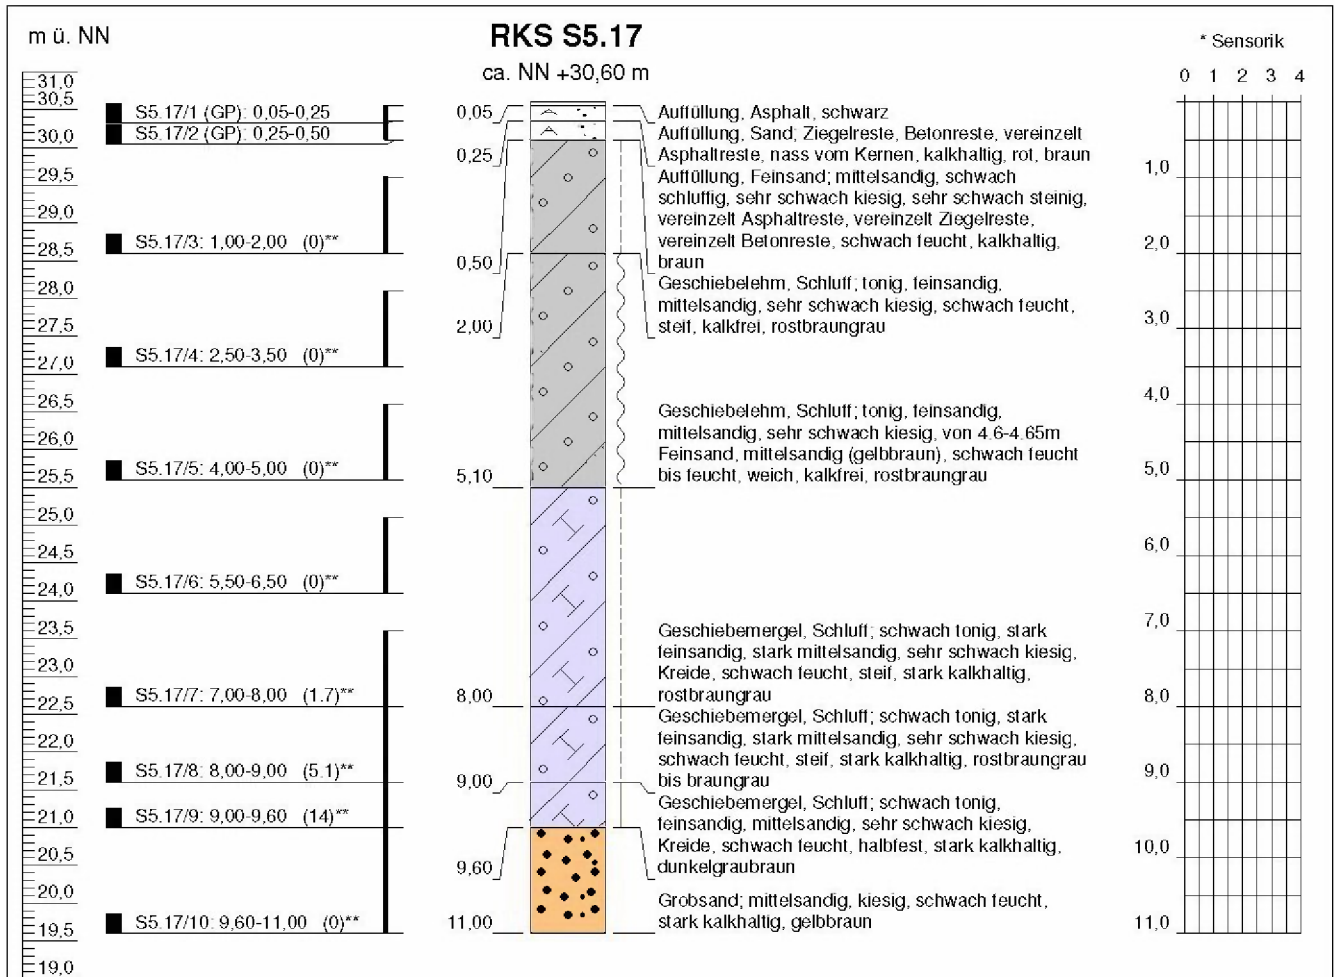 m ü. NN
RKS S5.17
ca. NN +30,60 m
* Sensorik
0 1 2 3 4
31,0
30,5
30,0
29,5
29,0
28,5
28,0
27,5
27,0
26,5
26,0
25,5
25,0
24,5
24,0
23,5
23,0
22,5
22,0
21,5
21,0
20,5
20,0
19,5
19,0
S5.17/1 (GP): 0,05-0,25
S5.17/2 (GP): 0,25-0,50
S5.17/3: 1,00-2,00 (0)**
S5.17/4: 2,50-3,50 (0)**
S5.17/5: 4,00-5,00 (0)**
S5.17/6: 5,50-6,50 (0)**
S5.17/7: 7,00-8,00 (1.7)**
S5.17/8: 8,00-9,00 (5.1)**
S5.17/9: 9,00-9,60 (14)**
S5.17/10: 9,60-11,00 (0)**
0,05
0,25
0,50
2,00
5,10
8,00
9,00
9,60
11,00
Auffüllung, Asphalt, schwarz
Auffüllung, Sand; Ziegelreste, Betonreste, vereinzelt
Asphaltreste, nass vom Kernen, kalkhaltig, rot, braun
Auffüllung, Feinsand; mittelsandig, schwach
schluffig, sehr schwach kiesig, sehr schwach steinig,
vereinzelt Asphaltreste, vereinzelt Ziegelreste,
vereinzelt Betonreste, schwach feucht, kalkhaltig,
braun
Geschiebelehm, Schluff; tonig, feinsandig,
mittelsandig, sehr schwach kiesig, schwach feucht,
steif, kalkfrei, rostbraungrau
Geschiebelehm, Schluff; tonig, feinsandig,
mittelsandig, sehr schwach kiesig, von 4.6-4.65m
Feinsand, mittelsandig (gelbbraun), schwach feucht
bis feucht, weich, kalkfrei, rostbraungrau
Geschiebemergel, Schluff; schwach tonig, stark
feinsandig, stark mittelsandig, sehr schwach kiesig,
Kreide, schwach feucht, steif, stark kalkhaltig,
rostbraungrau
Geschiebemergel, Schluff; schwach tonig, stark
feinsandig, stark mittelsandig, sehr schwach kiesig,
schwach feucht, steif, stark kalkhaltig, rostbraungrau
bis braungrau
Geschiebemergel, Schluff; schwach tonig,
feinsandig, mittelsandig, sehr schwach kiesig,
Kreide, schwach feucht, halbfest, stark kalkhaltig,
dunkelgraubraun
Grobsand; mittelsandig, kiesig, schwach feucht,
stark kalkhaltig, gelbbraun
1,0
2,0
3,0
4,0
5,0
6,0
7,0
8,0
9,0
10,0
11,0